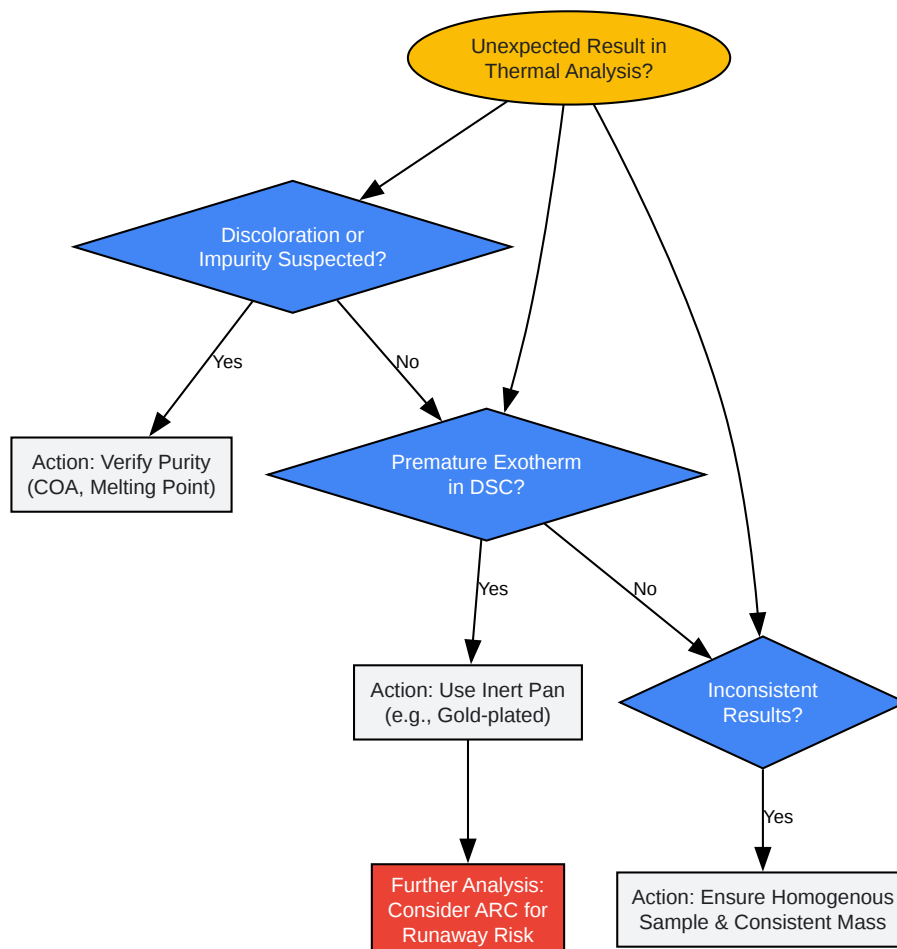 Unexpected Result in
Thermal Analysis?
Discoloration or
Impurity Suspected?
Yes
No
Action: Verify Purity
(COA, Melting Point)
Premature Exotherm
in DSC?
Yes
No
Action: Use Inert Pan
(e.g., Gold-plated)
Inconsistent
Results?
Yes
Further Analysis:
Consider ARC for
Runaway Risk
Action: Ensure Homogenous
Sample & Consistent Mass